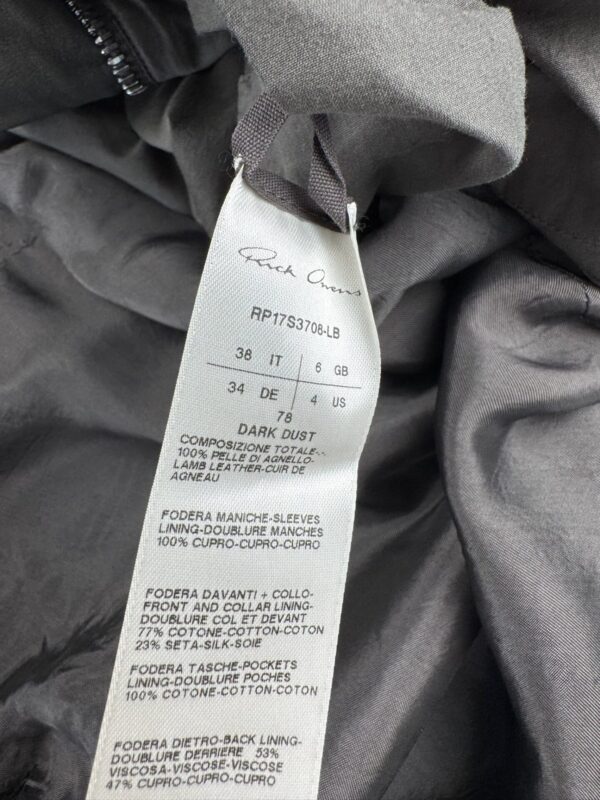 Rick Owens
RP17S3708-LB
38 IT 6 GB
34 DE 4 US
78
DARK DUST
COMPOSIZIONE TOTALE-
100% PELLE DI AGNELLO-
LAMB LEATHER-CUIR DE
AGNEAU
FODERA MANICHE-SLEEVES
LINING-DOUBLURE MANCHES
100% CUPRO-CUPRO-CUPRO
FODERA DAVANTI + COLLO-
FRONT AND COLLAR LINING-
DOUBLURE COL ET DEVANT
77% COTONE-COTTON-COTON
23% SETA-SILK-SOIE
FODERA TASCHE-POCKETS
LINING-DOUBLURE POCHES
100% COTONE-COTTON-COTON
FODERA DIETRO-BACK LINING-
DOUBLURE DERRIERE 53%
VISCOSA-VISCOSE-VISCOSE
47% CUPRO-CUPRO-CUPRO